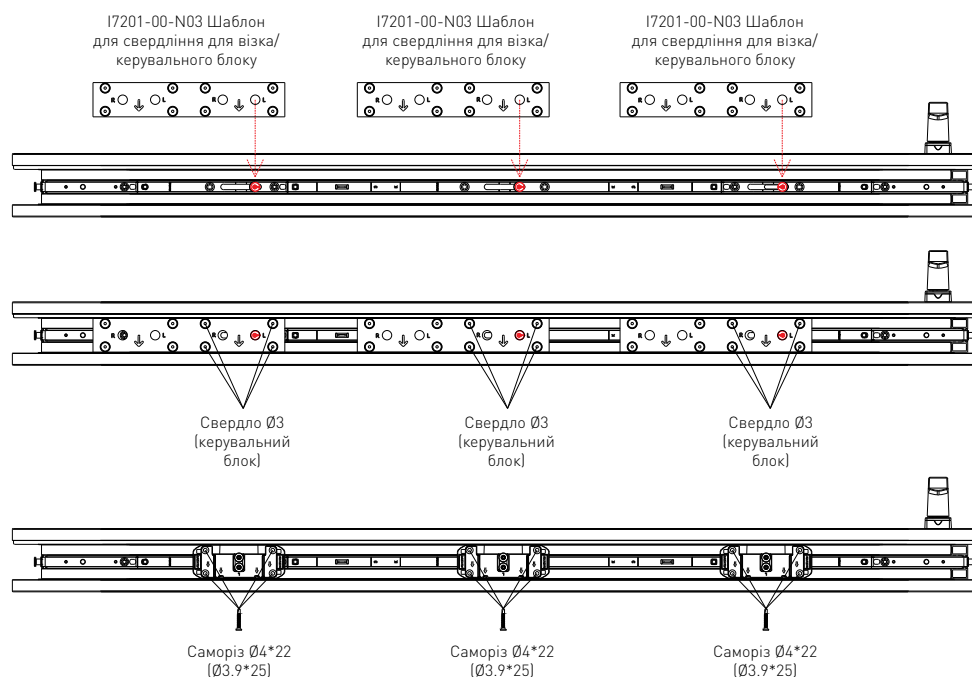 I7201-00-N03 Шаблон
для свердління для візка/
керувального блоку
I7201-00-N03 Шаблон
для свердління для візка/
керувального блоку
I7201-00-N03 Шаблон
для свердління для візка/
керувального блоку
R L R L
R L R L
R L R L
R L R L
R L R L
R L R L
Свердло Ø3
(керувальний
блок)
Свердло Ø3
(керувальний
блок)
Свердло Ø3
(керувальний
блок)
Саморіз Ø4*22
(Ø3.9*25)
Саморіз Ø4*22
(Ø3.9*25)
Саморіз Ø4*22
(Ø3.9*25)